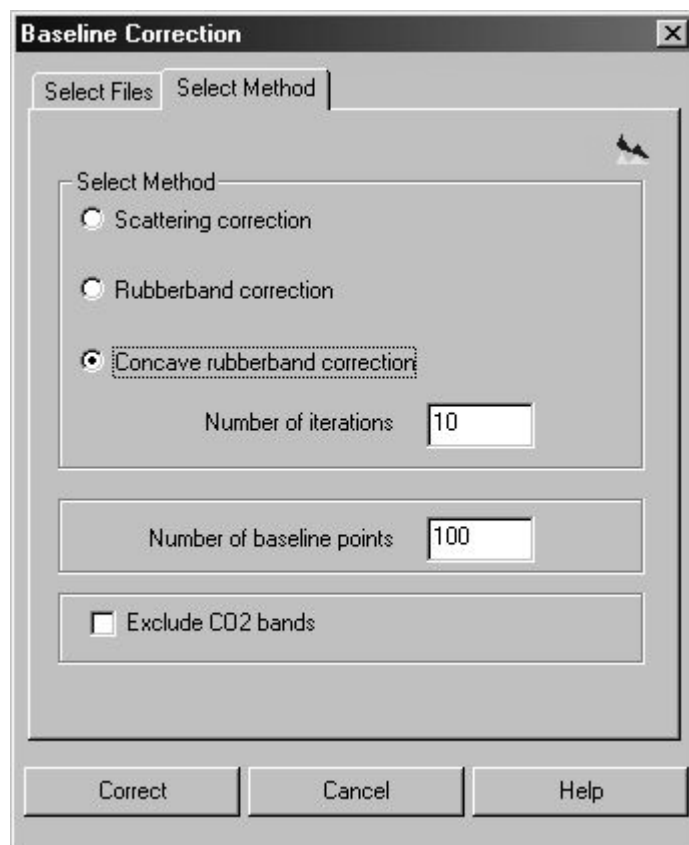 Baseline Correction
Select Files Select Method
Select Method
Scattering correction
Rubberband correction
Concave rubberband correction
Number of iterations 10
Number of baseline points 100
Exclude CO2 bands
Correct Cancel Help